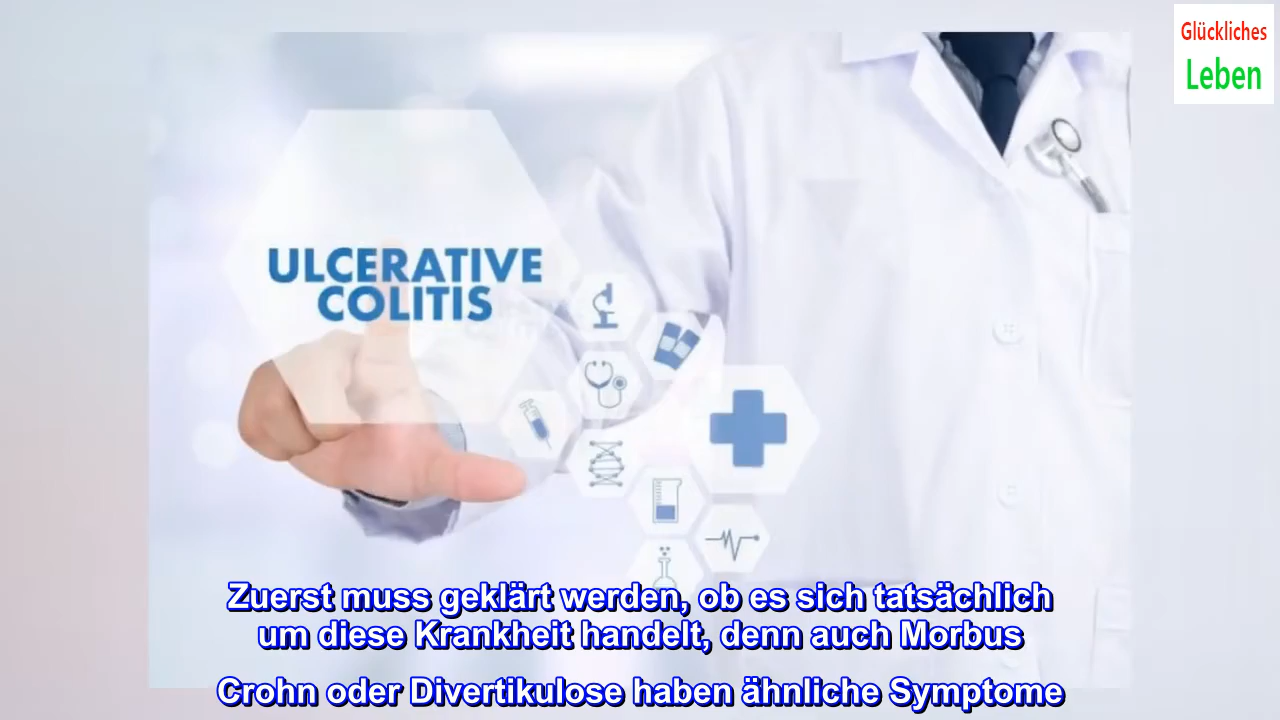 Glückliches
Leben
ULCERATIVE
COLITIS
Zuerst muss geklärt werden, ob es sich tatsächlich
um diese Krankheit handelt, denn auch Morbus
Crohn oder Divertikulose haben ähnliche Symptome